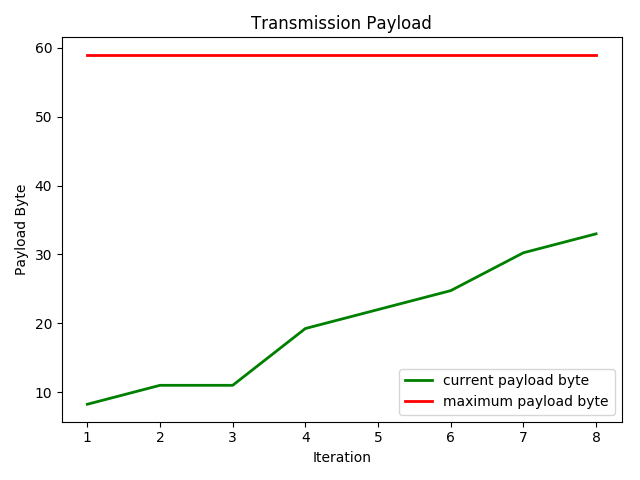 Transmission Payload
Payload Byte
60
50
40
30
20
10
1 2 3 4 5 6 7 8
Iteration
current payload byte
maximum payload byte